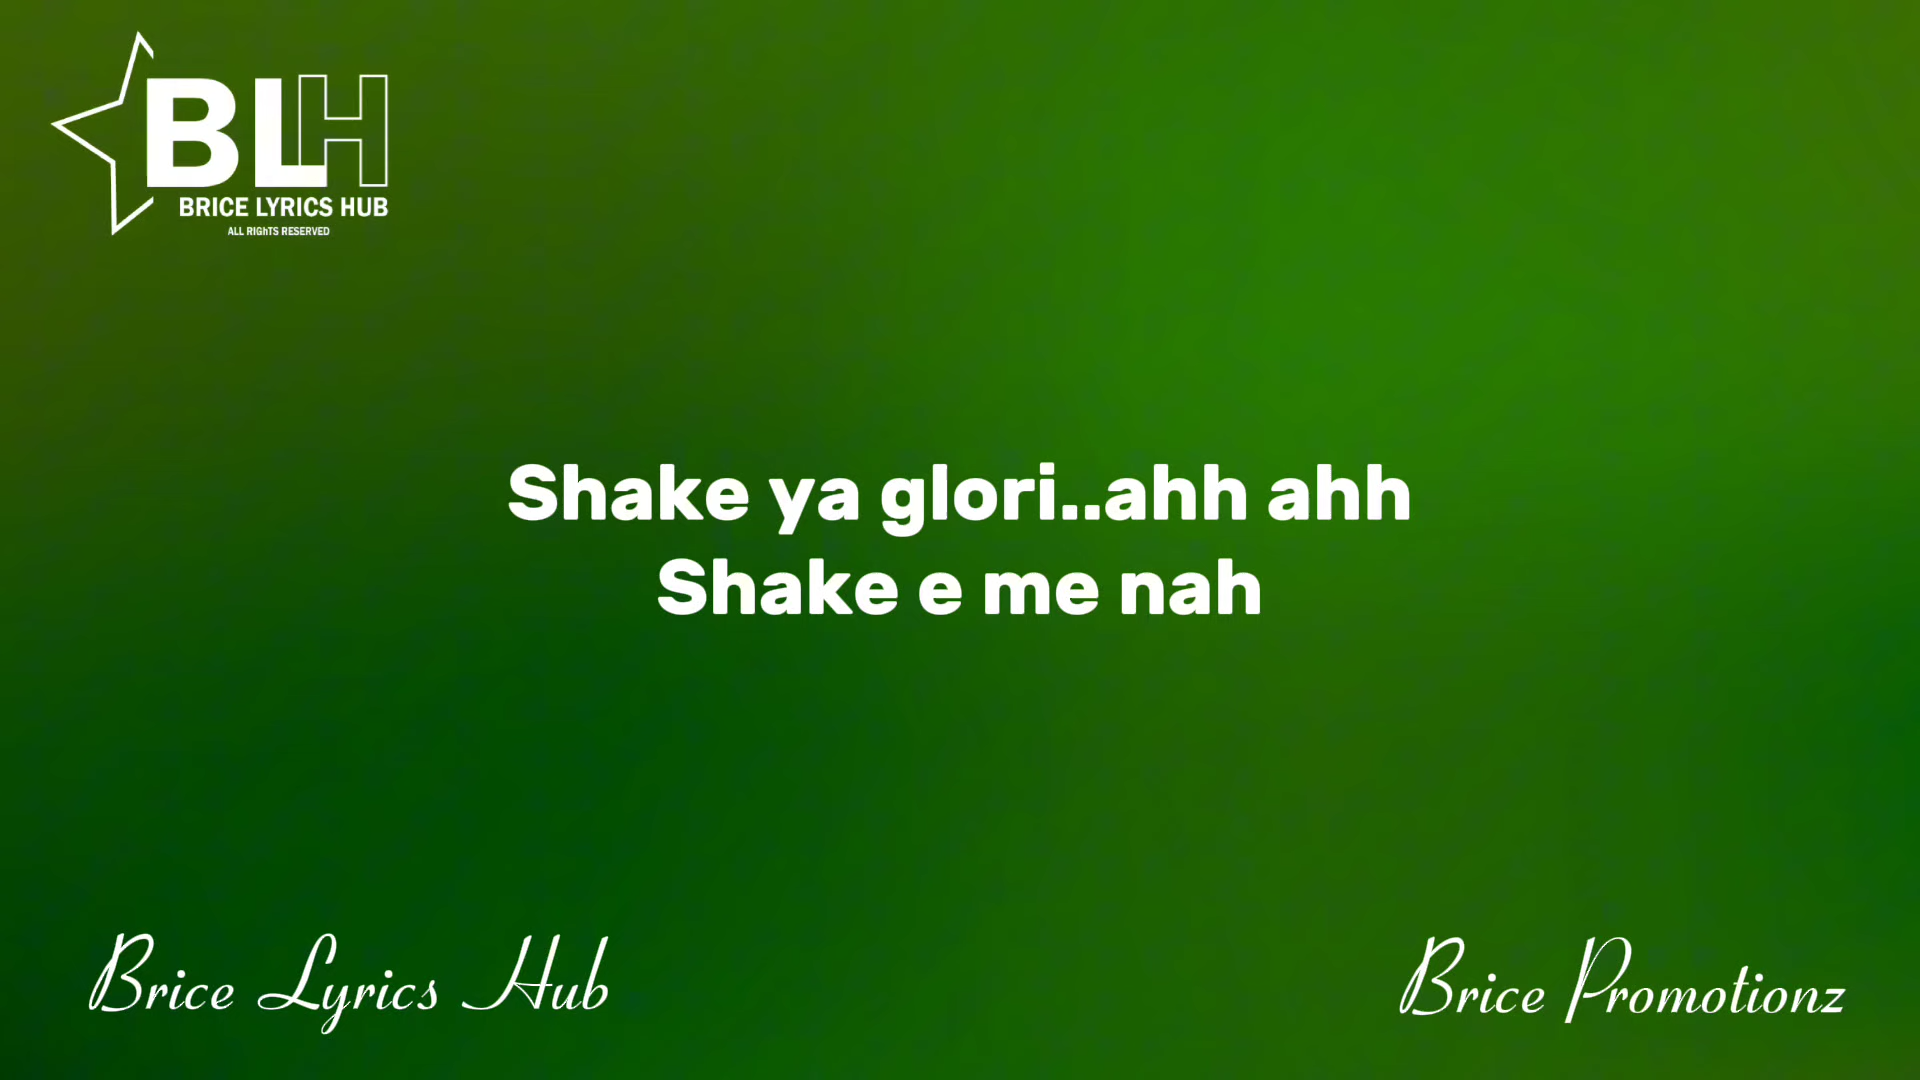 BLH
BRICE LYRICS HUB
ALL RIGhTS RESERVED
Shake ya glori..ahh ahh
Shake e me nah
Brice Lyrics Hub
Brice Promotionz